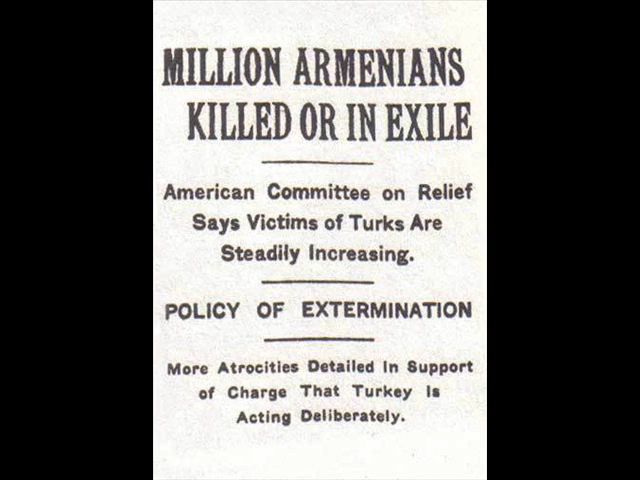 MILLION ARMENIANS
KILLED OR IN EXILE
American Committee on Relief
Says Victims of Turks Are
Steadily Increasing.
POLICY OF EXTERMINATION
More Atrocities Detailed in Support
of Charge That Turkey Is
Acting Deliberately.